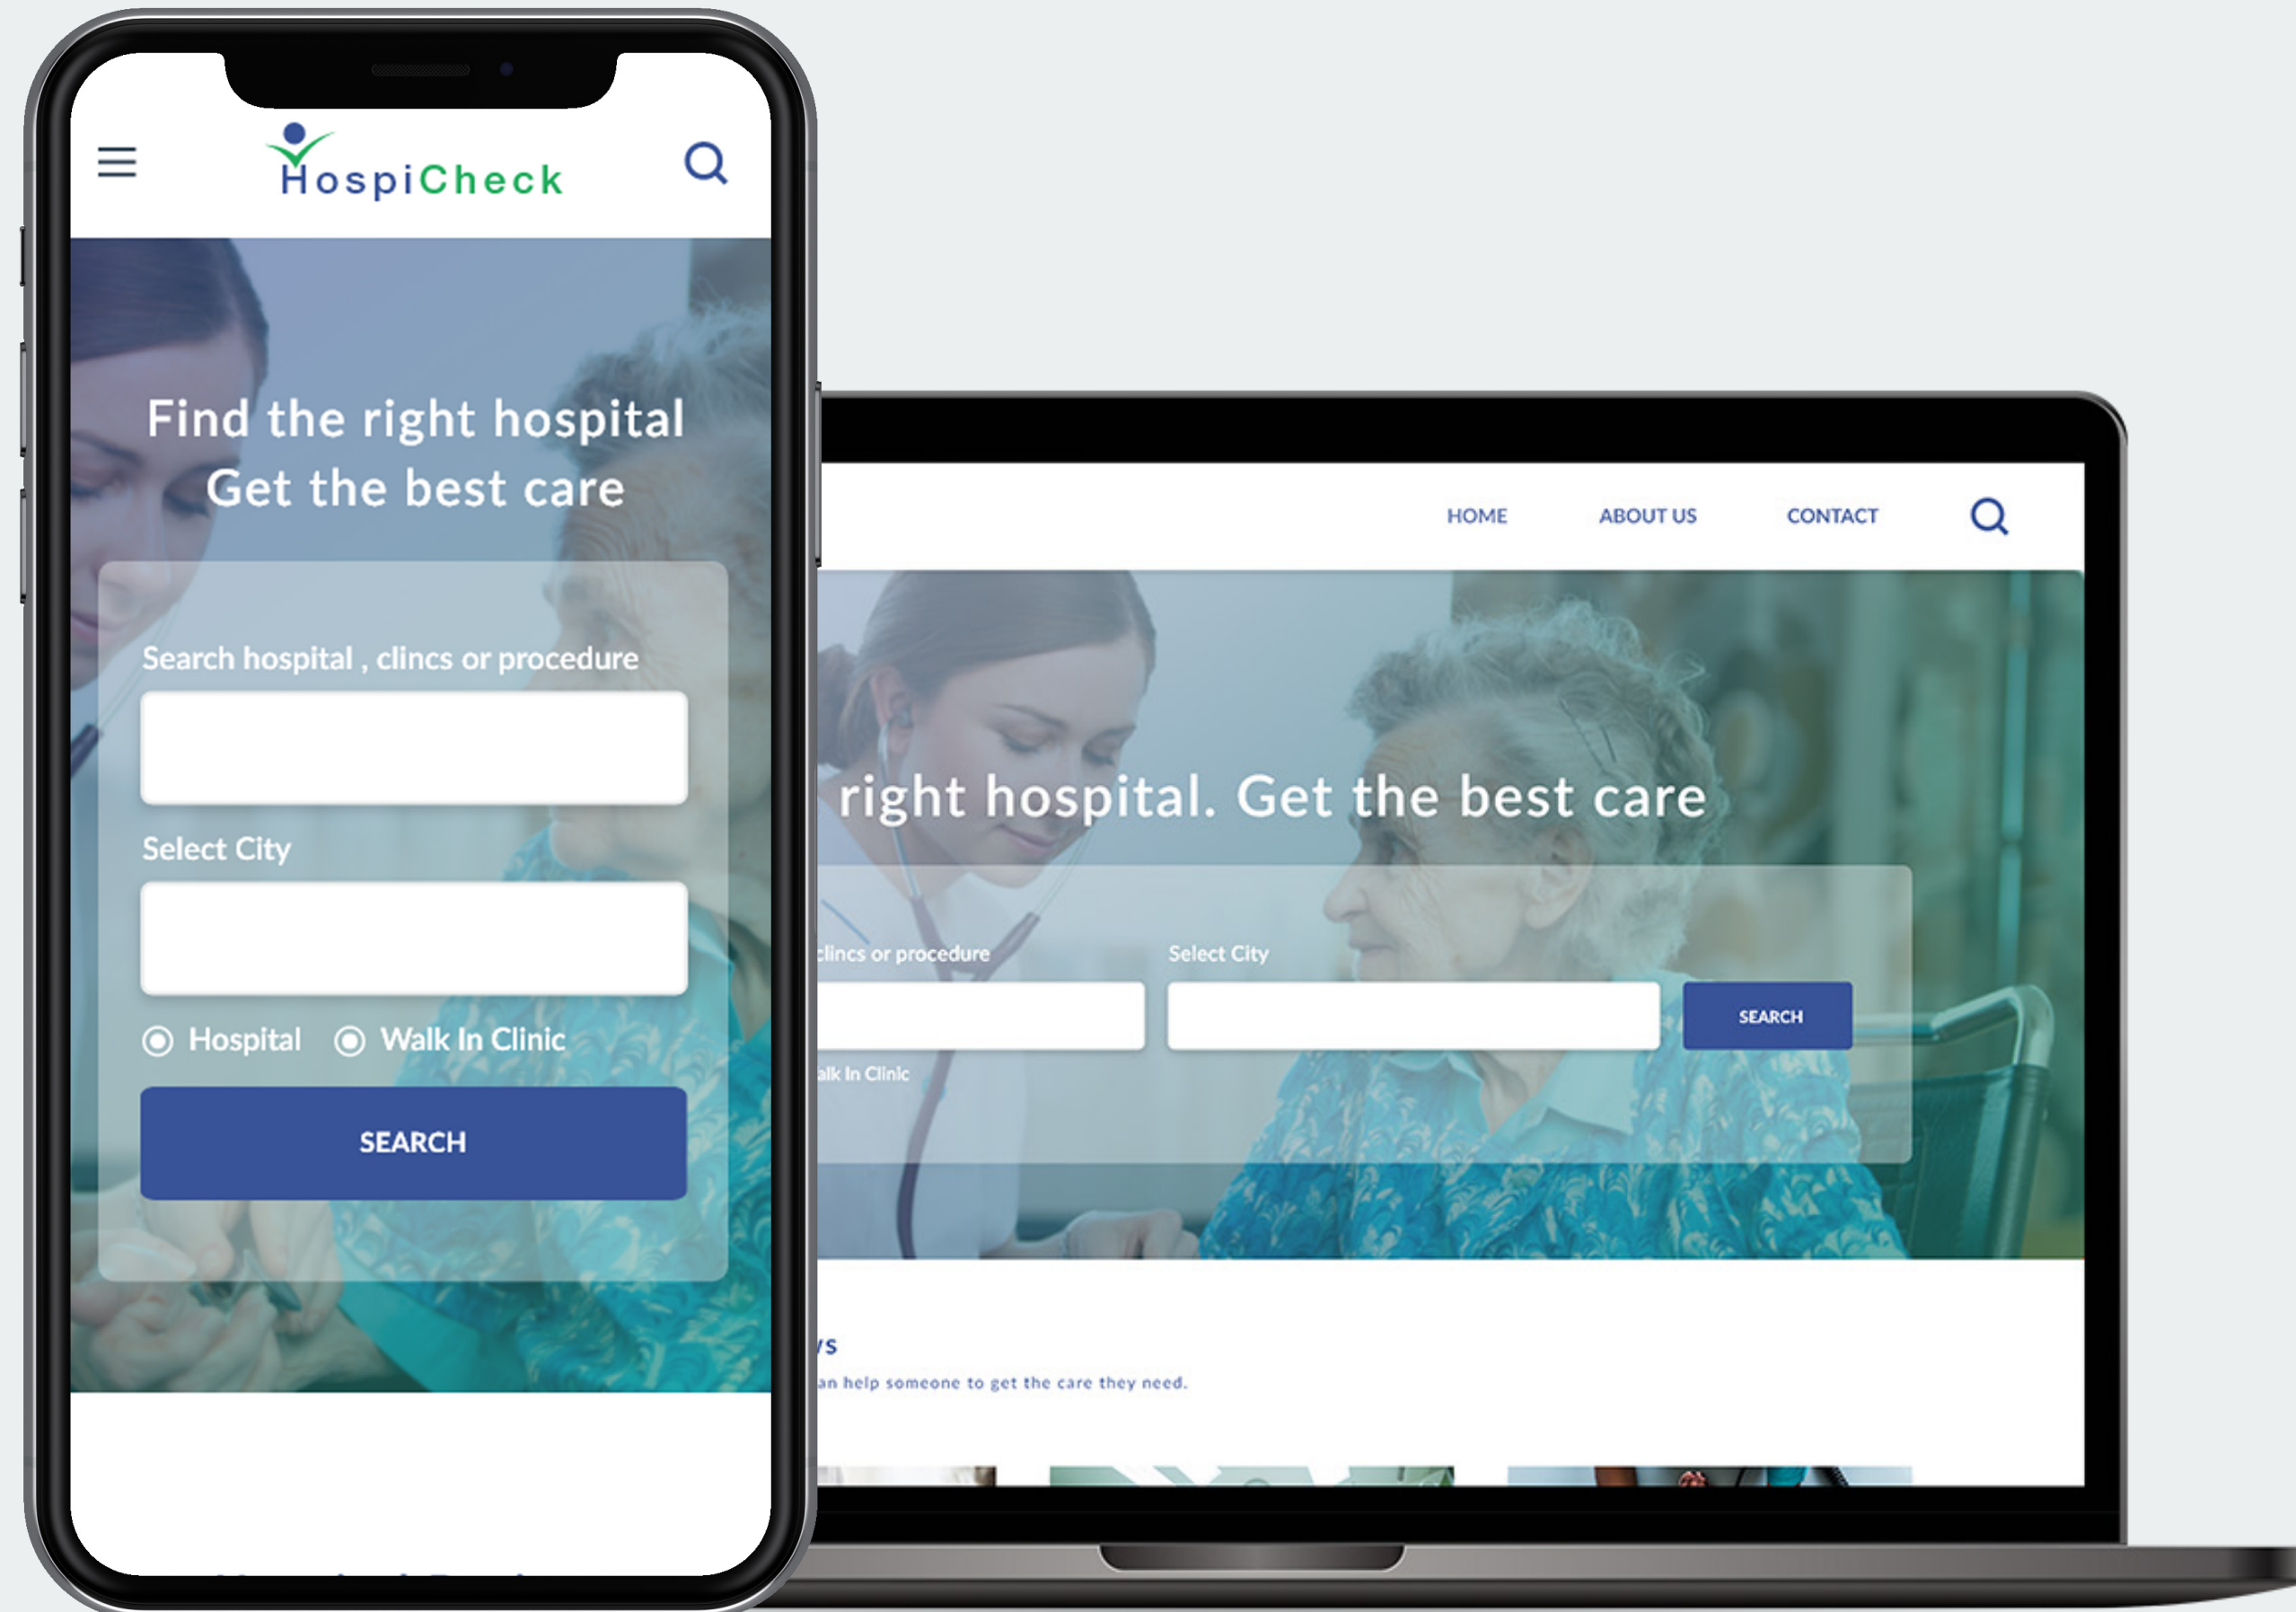 HospiCheck
Find the right hospital
Get the best care
Search hospital , clincs or procedure
Select City
Hospital
Walk In Clinic
SEARCH
HOME
ABOUT US
CONTACT
right hospital. Get the best care
clincs or procedure
Select City
SEARCH
In Clinic
help someone to get the care they need.